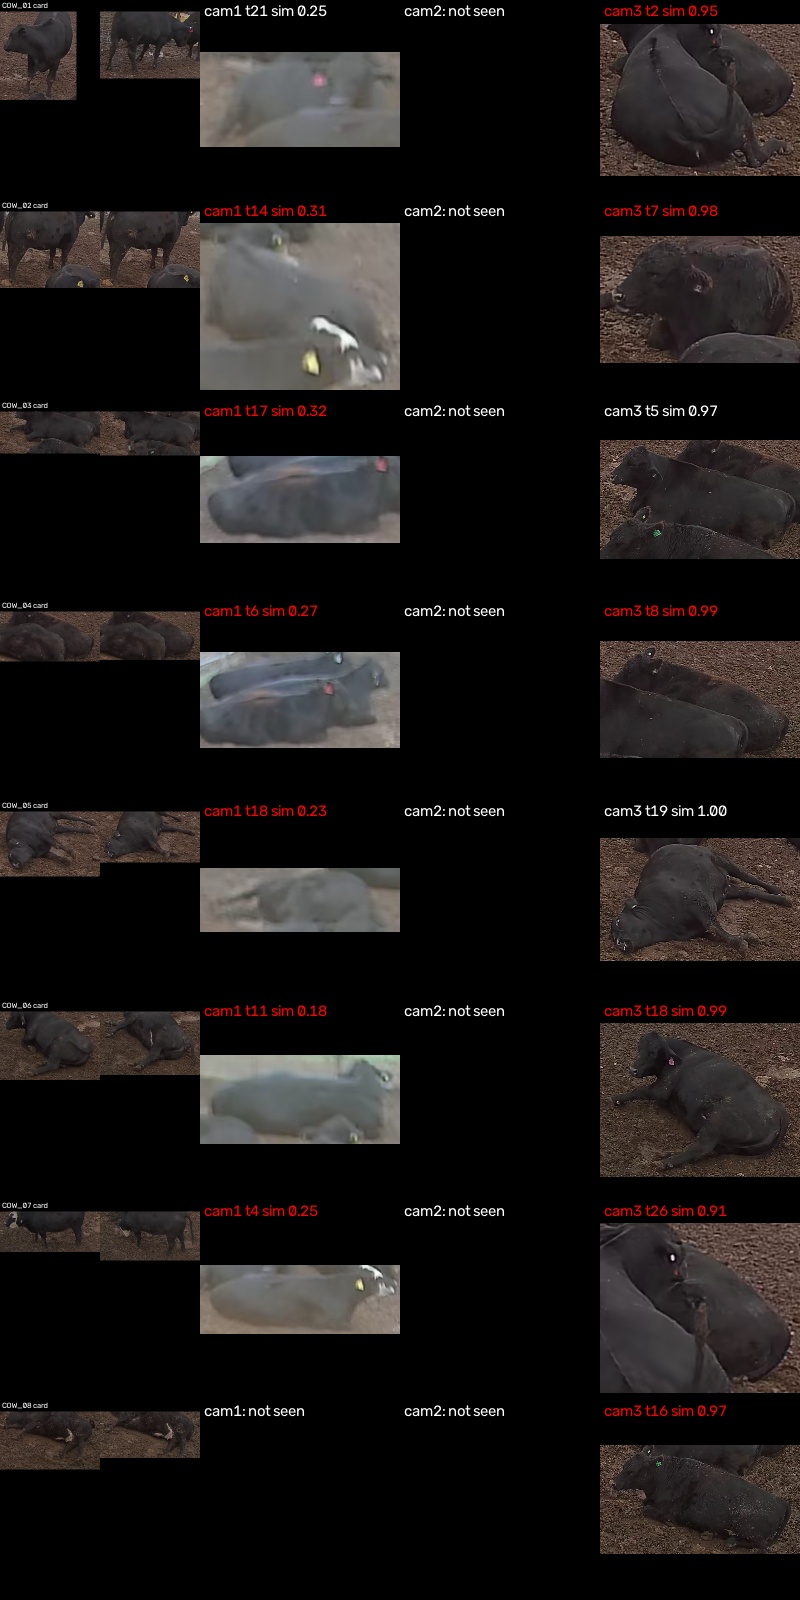 COW_01 card
cam1 t21 sim 0.25
cam2: not seen
cam3 t2 sim 0.95
COW_02 card
cam1 t14 sim 0.31
cam2: not seen
cam3 t7 sim 0.98
COW_03 card
cam1 t17 sim 0.32
cam2: not seen
cam3 t5 sim 0.97
COW_04 card
cam1 t6 sim 0.27
cam2: not seen
cam3 t8 sim 0.99
COW_05 card
cam1 t18 sim 0.23
cam2: not seen
cam3 t19 sim 1.00
COW_06 card
cam1 t11 sim 0.18
cam2: not seen
cam3 t18 sim 0.99
COW_07 card
cam1 t4 sim 0.25
cam2: not seen
cam3 t26 sim 0.91
COW_08 card
cam1: not seen
cam2: not seen
cam3 t16 sim 0.97